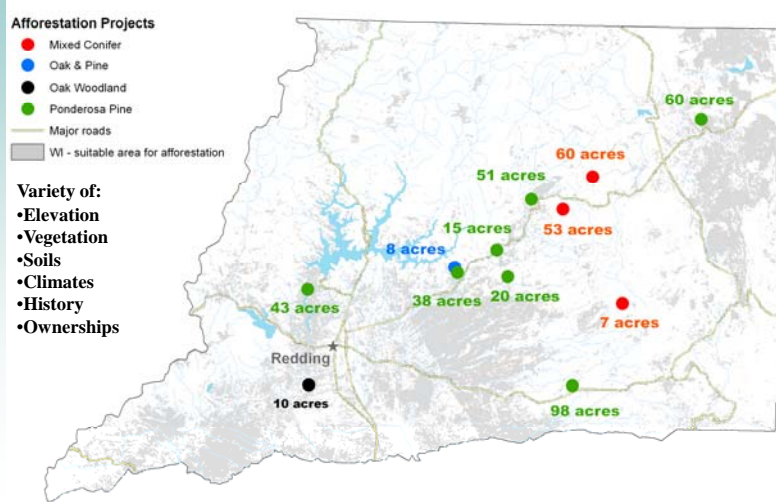 Afforestation Projects
Mixed Conifer
Oak & Pine
Oak Woodland
Ponderosa Pine
Major roads
WI - suitable area for afforestation
Variety of:
•Elevation
•Vegetation
•Soils
•Climates
•History
•Ownerships
60 acres
60 acres
51 acres
53 acres
15 acres
8 acres
38 acres
20 acres
43 acres
7 acres
Redding
10 acres
98 acres